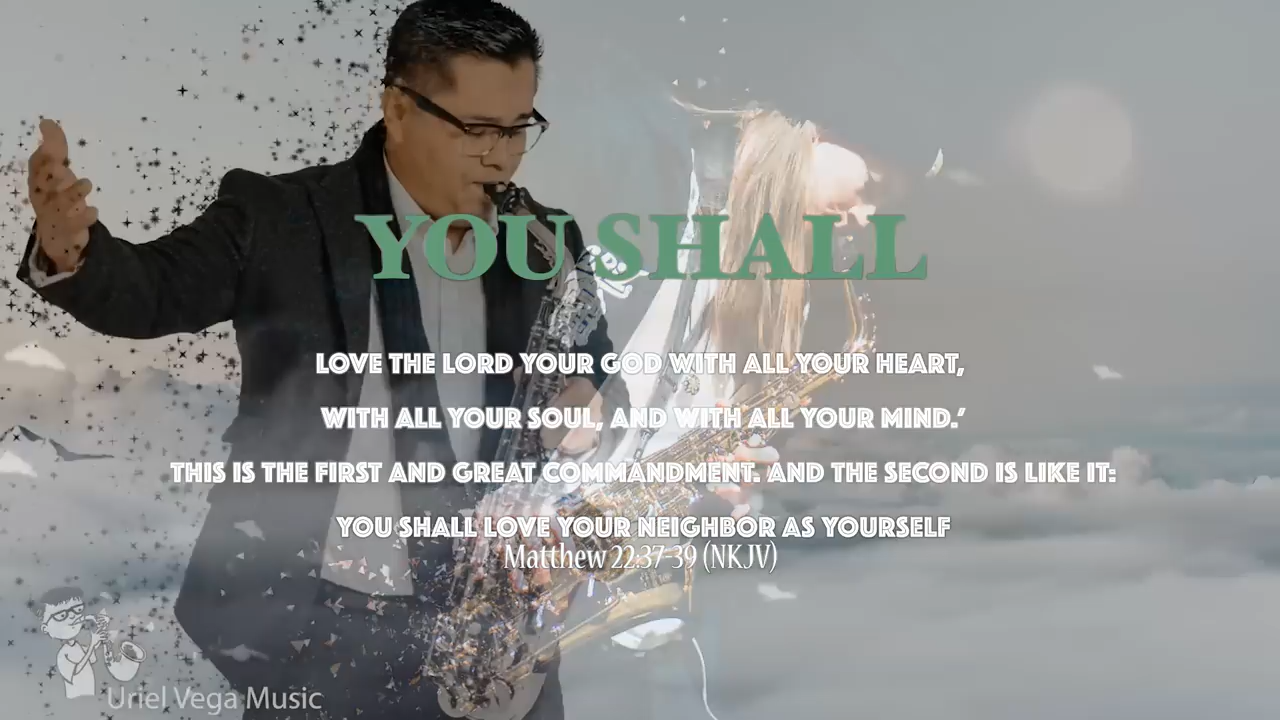 YOU SHALL
LOVE THE LORD YOUR GOD WITH ALL YOUR HEART,
WITH ALL YOUR SOUL, AND WITH ALL YOUR MIND.’
THIS IS THE FIRST AND GREAT COMMANDMENT. AND THE SECOND IS LIKE IT:
YOU SHALL LOVE YOUR NEIGHBOR AS YOURSELF
Matthew 22:37-39 (NKJV)
Uriel Vega Music